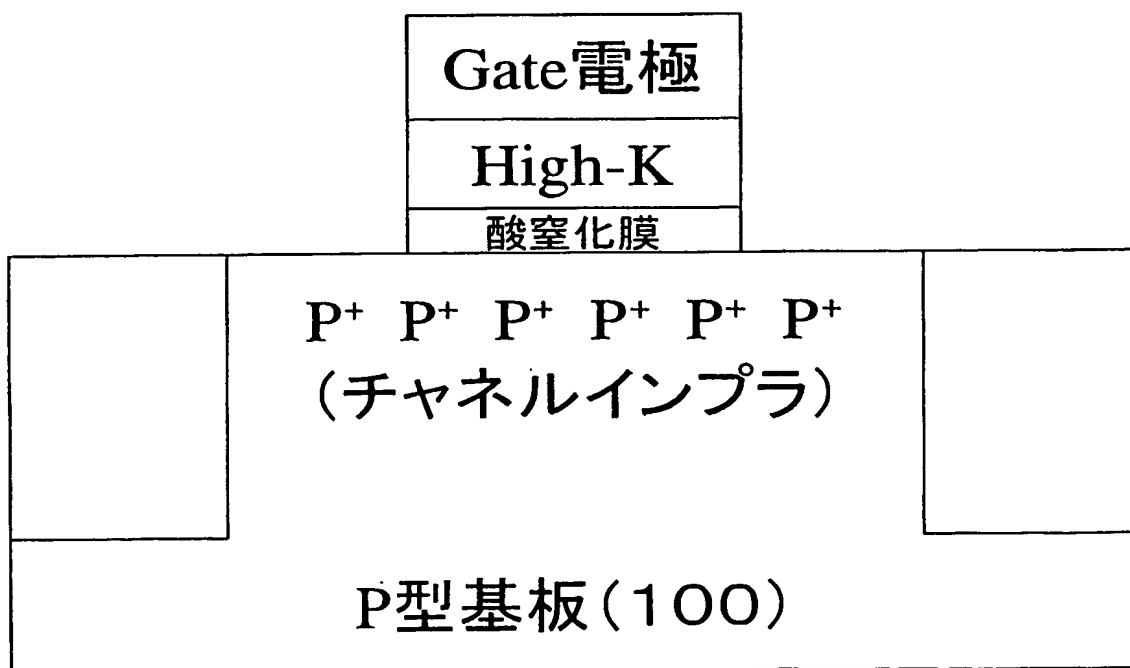 Gate電極
High-K
酸窒化膜
P⁺ P⁺ P⁺ P⁺ P⁺ P⁺
(チャネルインプラ)
P型基板(100)